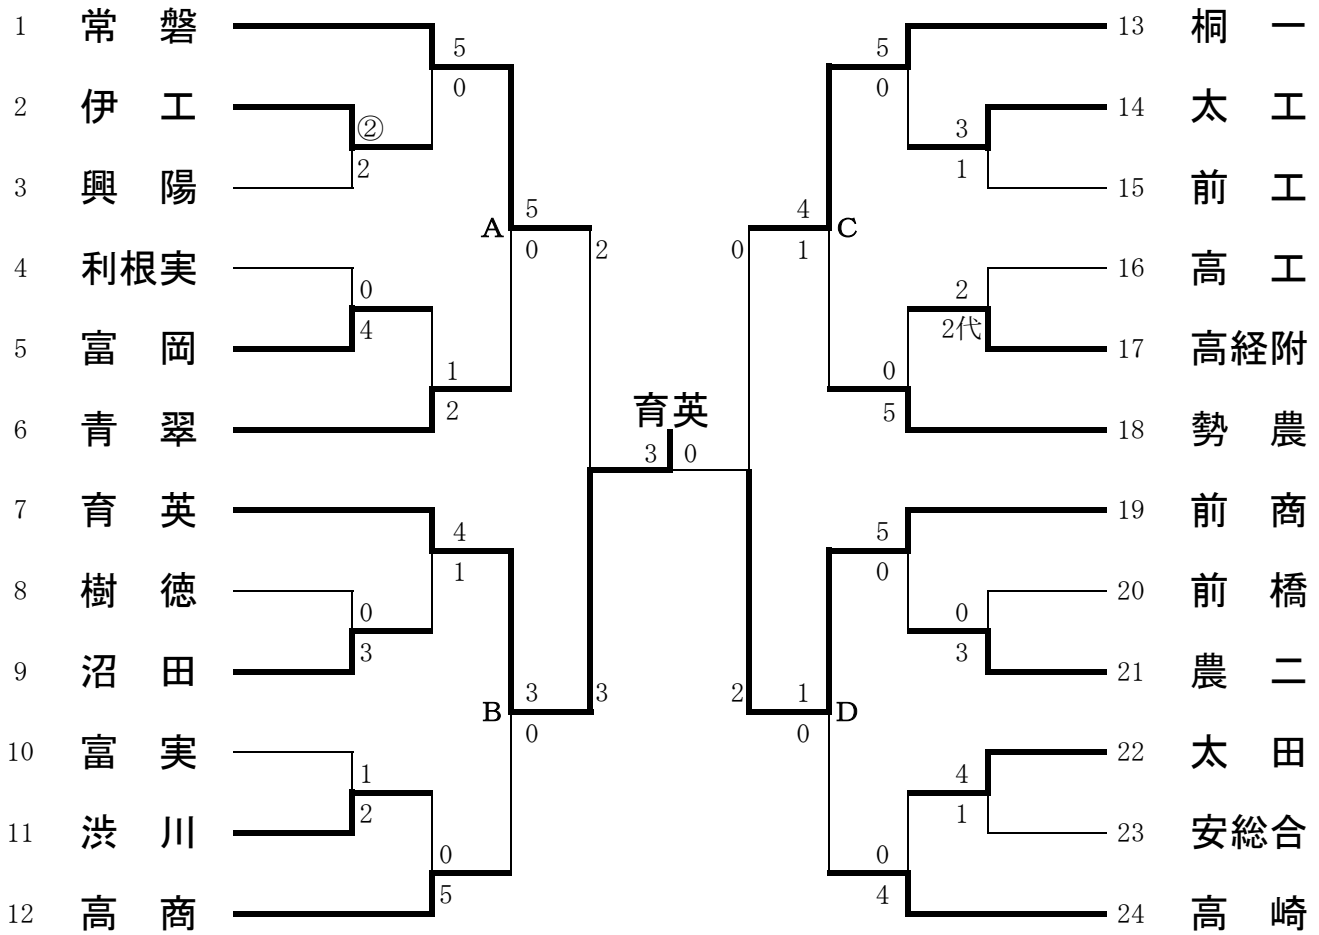 1 常 磐
5
0
2 伊 工
②
2
3 興 陽
A
5
0
2
4 利根実
0
4
5 富 岡
1
2
6 青 翠
育英
3 0
7 育 英
4
1
8 樹 徳
0
3
9 沼 田
B
3
0
3
10 富 実
1
2
11 渋 川
0
5
12 高 商
13 桐 一
5
0
14 太 工
3
1
15 前 工
C
4
1
0
16 高 工
2
2代
17 高経附
0
5
18 勢 農
19 前 商
5
0
20 前 橋
0
3
21 農 二
D
2
1
0
22 太 田
4
1
23 安総合
0
4
24 高 崎